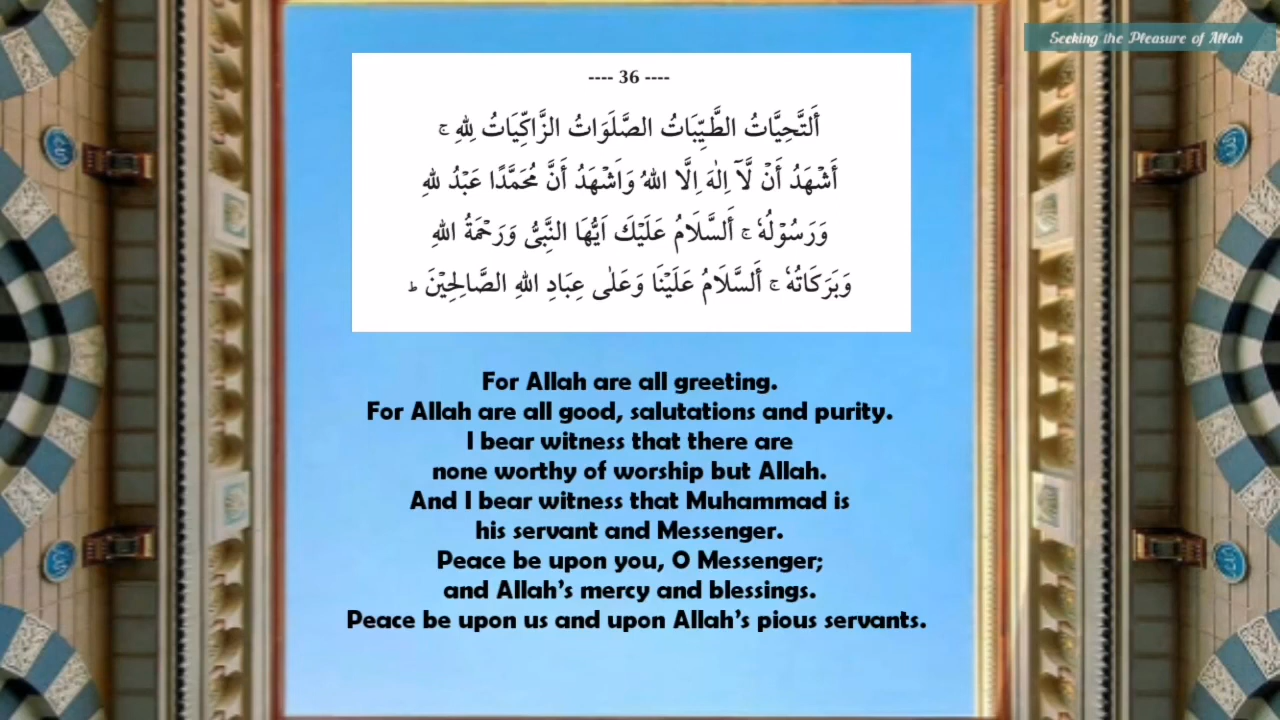 Seeking the Pleasure of Allah
---- 36 ----
أَلتَّحِيَّاتُ الطَّيِّبَاتُ الصَّلَوَاتُ الزَّاكِيَاتُ لِلّٰهِ ۚ
أَشْهَدُ أَنْ لَّآ اِلٰهَ اِلَّا اللهُ وَاَشْهَدُ أَنَّ مُحَمَّدًا عَبْدُ للهِ
وَرَسُوْلُهٗ ۚ أَلسَّلَامُ عَلَيْكَ اَيُّهَا النَّبِىُّ وَرَحْمَةُ اللهِ
وَبَرَكَاتُهٗ ۚ أَلسَّلَامُ عَلَيْنَا وَعَلٰى عِبَادِ اللهِ الصَّالِحِيْنَ ؕ
For Allah are all greeting.
For Allah are all good, salutations and purity.
I bear witness that there are
none worthy of worship but Allah.
And I bear witness that Muhammad is
his servant and Messenger.
Peace be upon you, O Messenger;
and Allah’s mercy and blessings.
Peace be upon us and upon Allah’s pious servants.